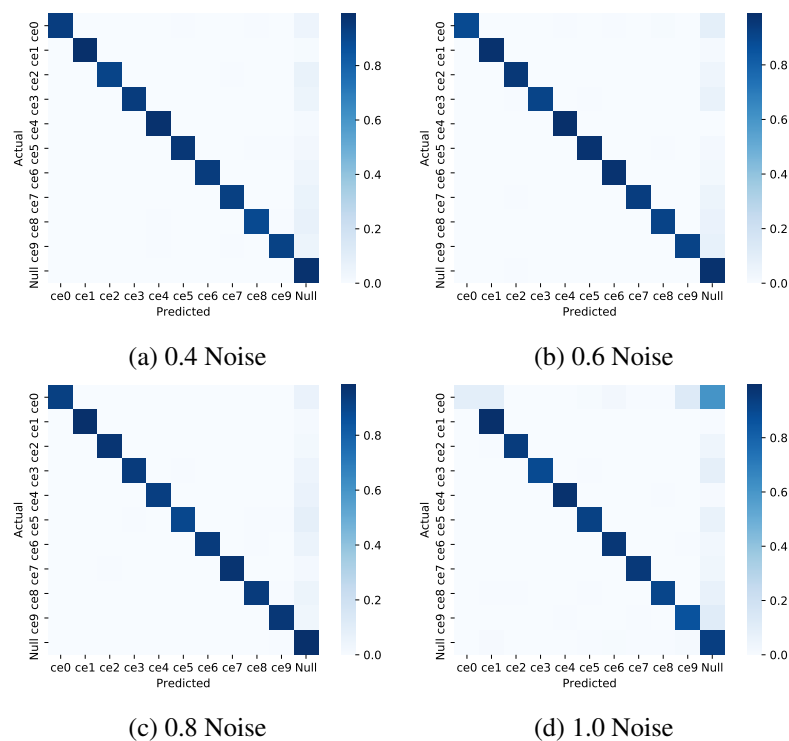 ce0
ce1
ce2
ce3
ce4
ce5
ce6
ce7
ce8
ce9
Null
Actual
ce0 ce1 ce2 ce3 ce4 ce5 ce6 ce7 ce8 ce9 Null
Predicted
0.8
0.6
0.4
0.2
0.0
(a) 0.4 Noise
ce0
ce1
ce2
ce3
ce4
ce5
ce6
ce7
ce8
ce9
Null
Actual
ce0 ce1 ce2 ce3 ce4 ce5 ce6 ce7 ce8 ce9 Null
Predicted
0.8
0.6
0.4
0.2
0.0
(b) 0.6 Noise
ce0
ce1
ce2
ce3
ce4
ce5
ce6
ce7
ce8
ce9
Null
Actual
ce0 ce1 ce2 ce3 ce4 ce5 ce6 ce7 ce8 ce9 Null
Predicted
0.8
0.6
0.4
0.2
0.0
(c) 0.8 Noise
ce0
ce1
ce2
ce3
ce4
ce5
ce6
ce7
ce8
ce9
Null
Actual
ce0 ce1 ce2 ce3 ce4 ce5 ce6 ce7 ce8 ce9 Null
Predicted
0.8
0.6
0.4
0.2
0.0
(d) 1.0 Noise